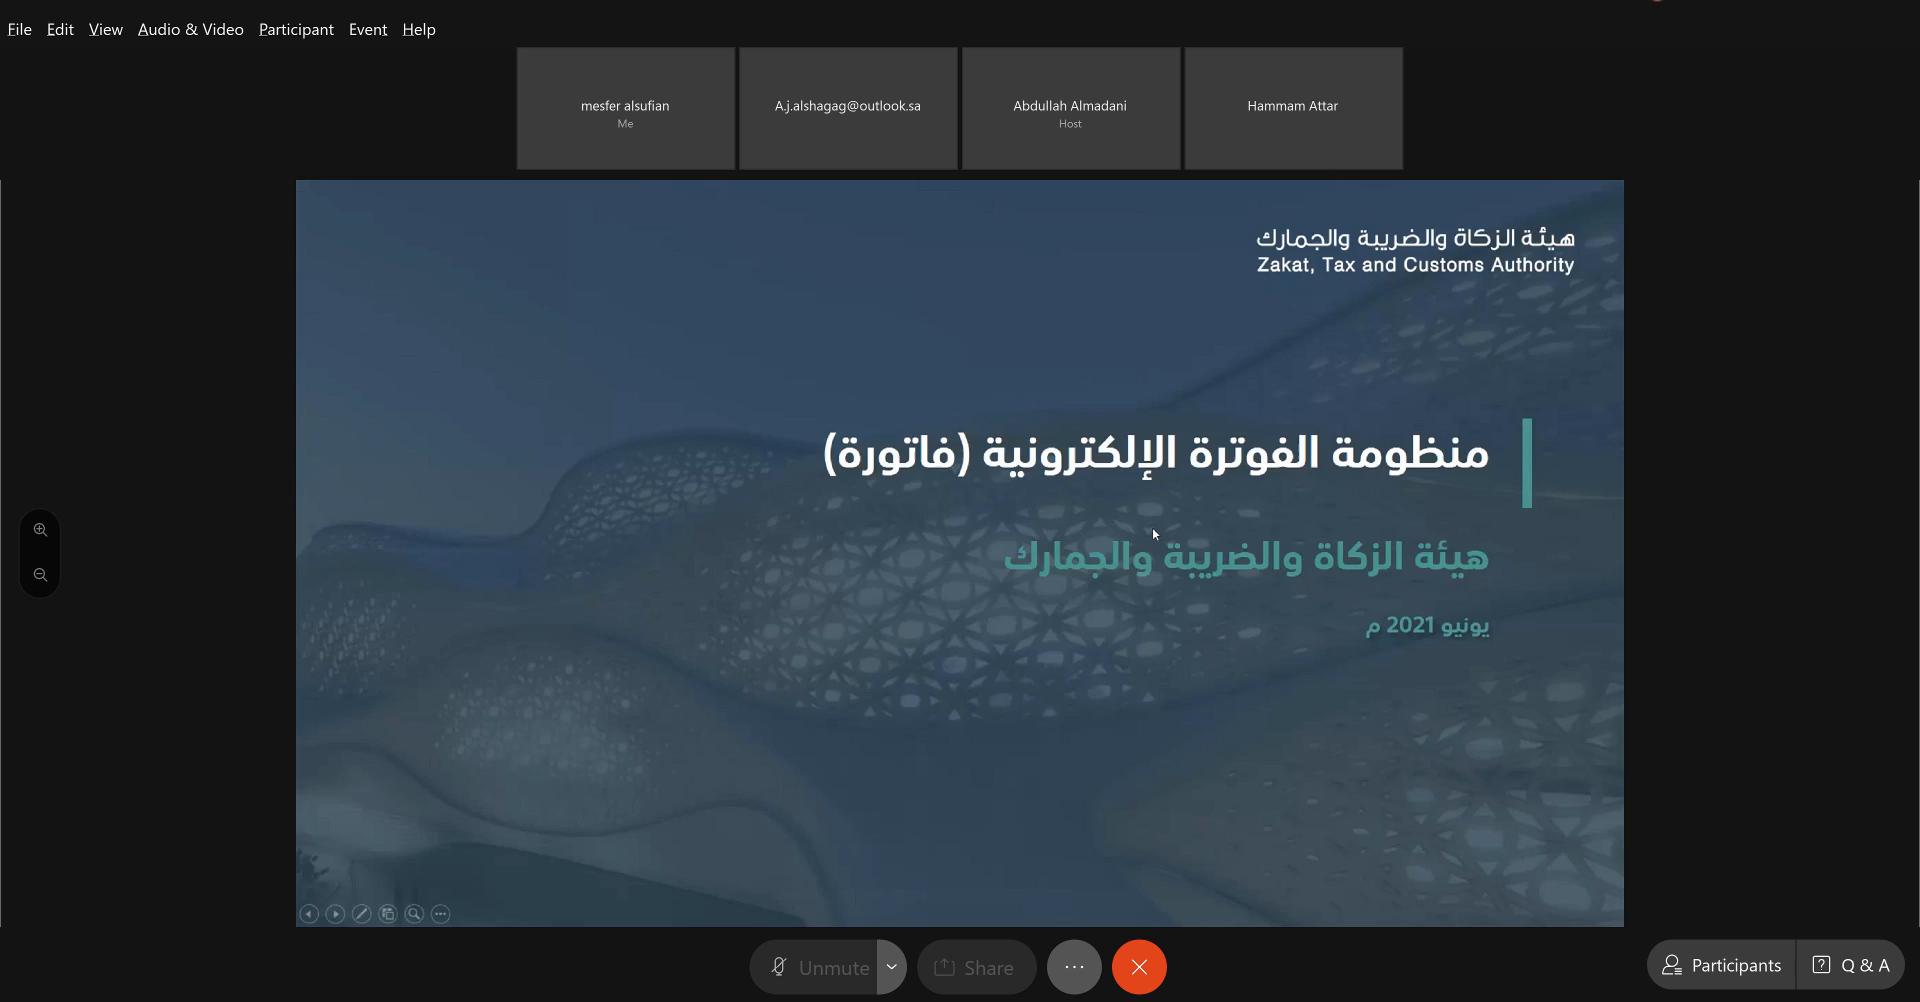 File Edit View Audio & Video Participant Event Help
mesfer alsufian
Me
A.j.alshagag@outlook.sa
Abdullah Almadani
Host
Hammam Attar
هيئة الزكاة والضريبة والجمارك
Zakat, Tax and Customs Authority
منظومة الفوترة الإلكترونية (فاتورة)
هيئة الزكاة والضريبة والجمارك
يونيو 2021 م
Unmute Share Participants Q & A